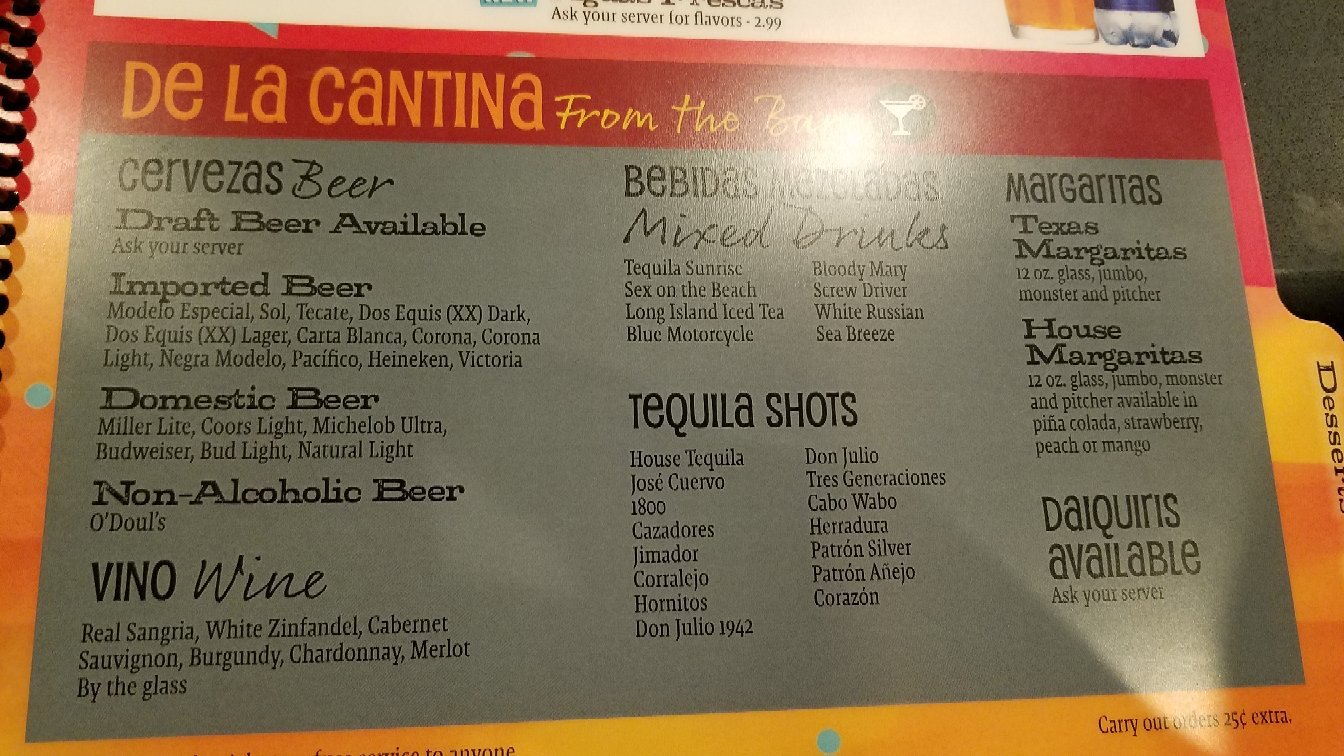 Ask your server for flavors - 2.99
De La CANTINA From the Bar
cervezas Beer
Draft Beer Available
Ask your server
Imported Beer
Modelo Especial, Sol, Tecate, Dos Equis (XX) Dark,
Dos Equis (XX) Lager, Carta Blanca, Corona, Corona
Light, Negra Modelo, Pacífico, Heineken, Victoria
Domestic Beer
Miller Lite, Coors Light, Michelob Ultra,
Budweiser, Bud Light, Natural Light
Non-Alcoholic Beer
O'Doul's
VINO Wine
Real Sangria, White Zinfandel, Cabernet
Sauvignon, Burgundy, Chardonnay, Merlot
By the glass
BeBIDas
Mixed Drinks
Tequila Sunrise
Sex on the Beach
Long Island Iced Tea
Blue Motorcycle
Bloody Mary
Screw Driver
White Russian
Sea Breeze
TeQUILa SHOTS
House Tequila
José Cuervo
1800
Cazadores
Jimador
Corralejo
Hornitos
Don Julio 1942
Don Julio
Tres Generaciones
Cabo Wabo
Herradura
Patrón Silver
Patrón Añejo
Corazón
MargarITas
Texas
Margaritas
12 oz. glass, jumbo,
monster and pitcher
House
Margaritas
12 oz. glass, jumbo, monster
and pitcher available in
piña colada, strawberry,
peach or mango
DaIQUIrIs
avaILaBLe
Ask your server
Desserts
Carry out orders 25¢ extra.
service to anyone